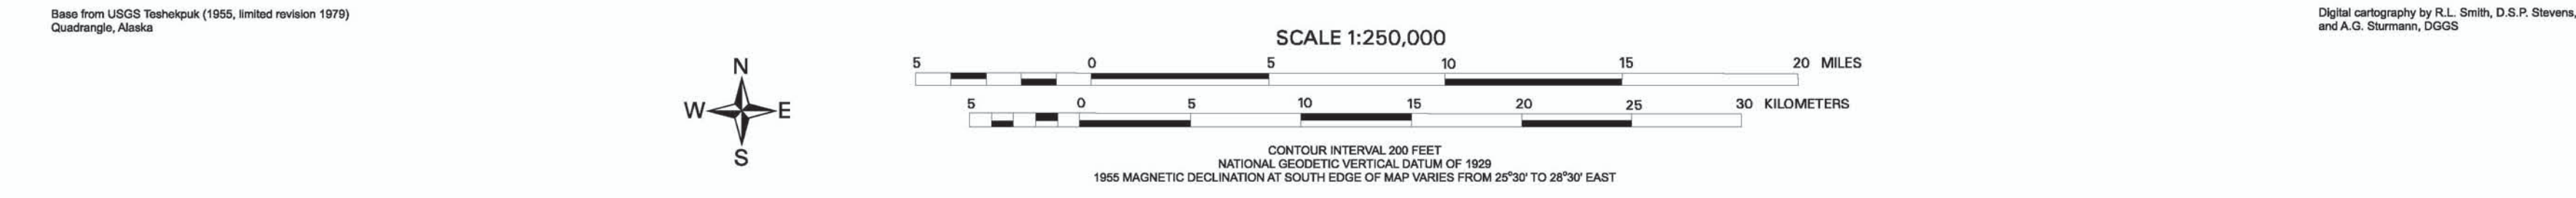 Base from USGS Teshekpuk (1955, limited revision 1979)
Quadrangle, Alaska
Digital cartography by R.L. Smith, D.S.P. Stevens,
and A.G. Sturmann, DGGS
SCALE 1:250,000
5 0 5 10 15 20 MILES
5 0 5 10 15 20 25 30 KILOMETERS
N
W E
S
CONTOUR INTERVAL 200 FEET
NATIONAL GEODETIC VERTICAL DATUM OF 1929
1955 MAGNETIC DECLINATION AT SOUTH EDGE OF MAP VARIES FROM 25°30' TO 28°30' EAST